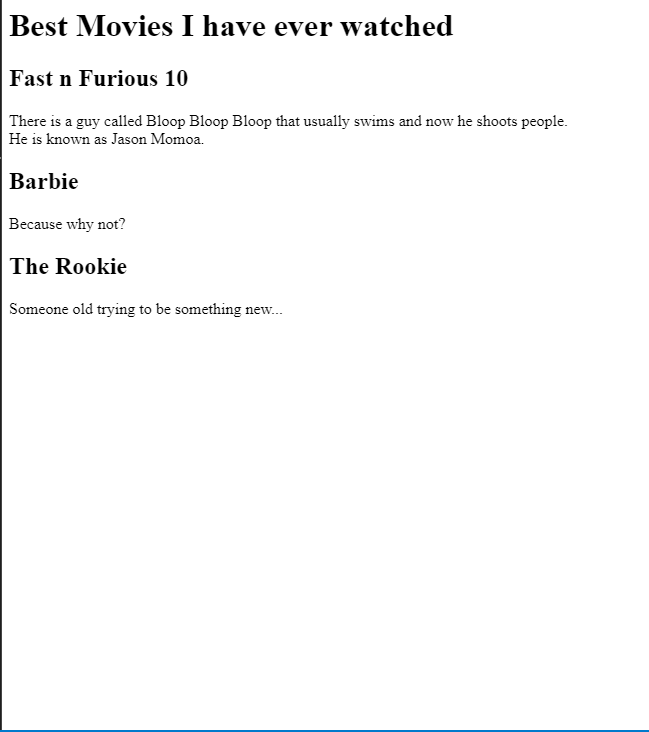 Best Movies I have ever watched
Fast n Furious 10
There is a guy called Bloop Bloop Bloop that usually swims and now he shoots people.
He is known as Jason Momoa.
Barbie
Because why not?
The Rookie
Someone old trying to be something new...